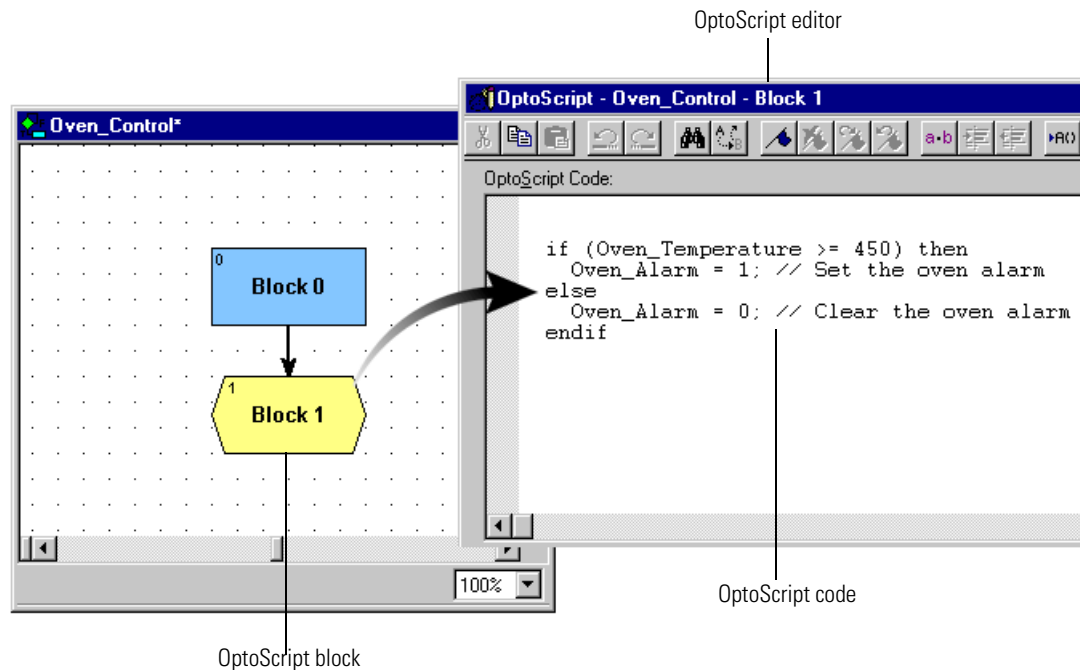 OptoScript editor
OptoScript - Oven_Control - Block 1
Oven_Control*
a•b
A()
OptoScript Code:
if (Oven_Temperature >= 450) then
Oven_Alarm = 1; // Set the oven alarm
else
Oven_Alarm = 0; // Clear the oven alarm
endif
0
Block 0
1
Block 1
100%
OptoScript code
OptoScript block